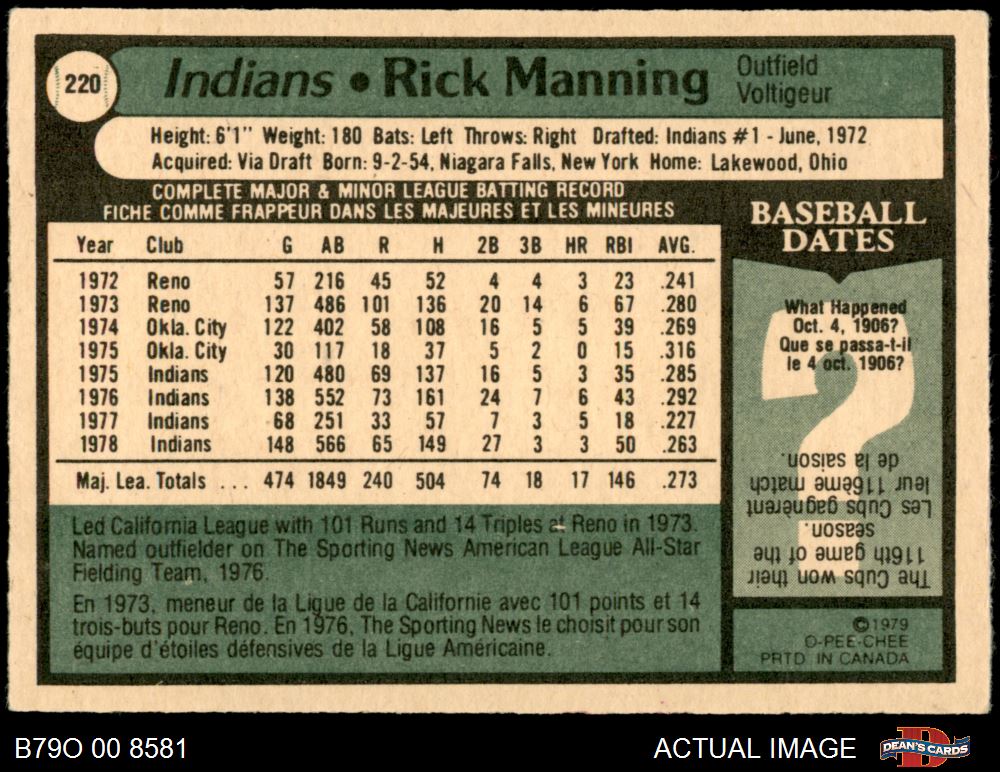 220
Indians • Rick Manning
Outfield
Voltigeur
Height: 6'1" Weight: 180 Bats: Left Throws: Right Drafted: Indians #1 - June, 1972
Acquired: Via Draft Born: 9-2-54, Niagara Falls, New York Home: Lakewood, Ohio
COMPLETE MAJOR & MINOR LEAGUE BATTING RECORD
FICHE COMME FRAPPEUR DANS LES MAJEURES ET LES MINEURES
Year Club G AB R H 2B 3B HR RBI AVG.
1972 Reno 57 216 45 52 4 4 3 23 .241
1973 Reno 137 486 101 136 20 14 6 67 .280
1974 Okla. City 122 402 58 108 16 5 5 39 .269
1975 Okla. City 30 117 18 37 5 2 0 15 .316
1975 Indians 120 480 69 137 16 5 3 35 .285
1976 Indians 138 552 73 161 24 7 6 43 .292
1977 Indians 68 251 33 57 7 3 5 18 .227
1978 Indians 148 566 65 149 27 3 3 50 .263
Maj. Lea. Totals ... 474 1849 240 504 74 18 17 146 .273
Led California League with 101 Runs and 14 Triples at Reno in 1973.
Named outfielder on The Sporting News American League All-Star
Fielding Team, 1976.
En 1973, meneur de la Ligue de la Californie avec 101 points et 14
trois-buts pour Reno. En 1976, The Sporting News le choisit pour son
équipe d'étoiles défensives de la Ligue Américaine.
BASEBALL
DATES
What Happened
Oct. 4, 1906?
Que se passa-t-il
le 4 oct. 1906?
The Cubs won their
116th game of the
season.
Les Cubs gagnèrent
leur 116ème match
de la saison.
©1979
O-PEE-CHEE
PRTD IN CANADA
B79O 00 8581
ACTUAL IMAGE
DEAN'S CARDS